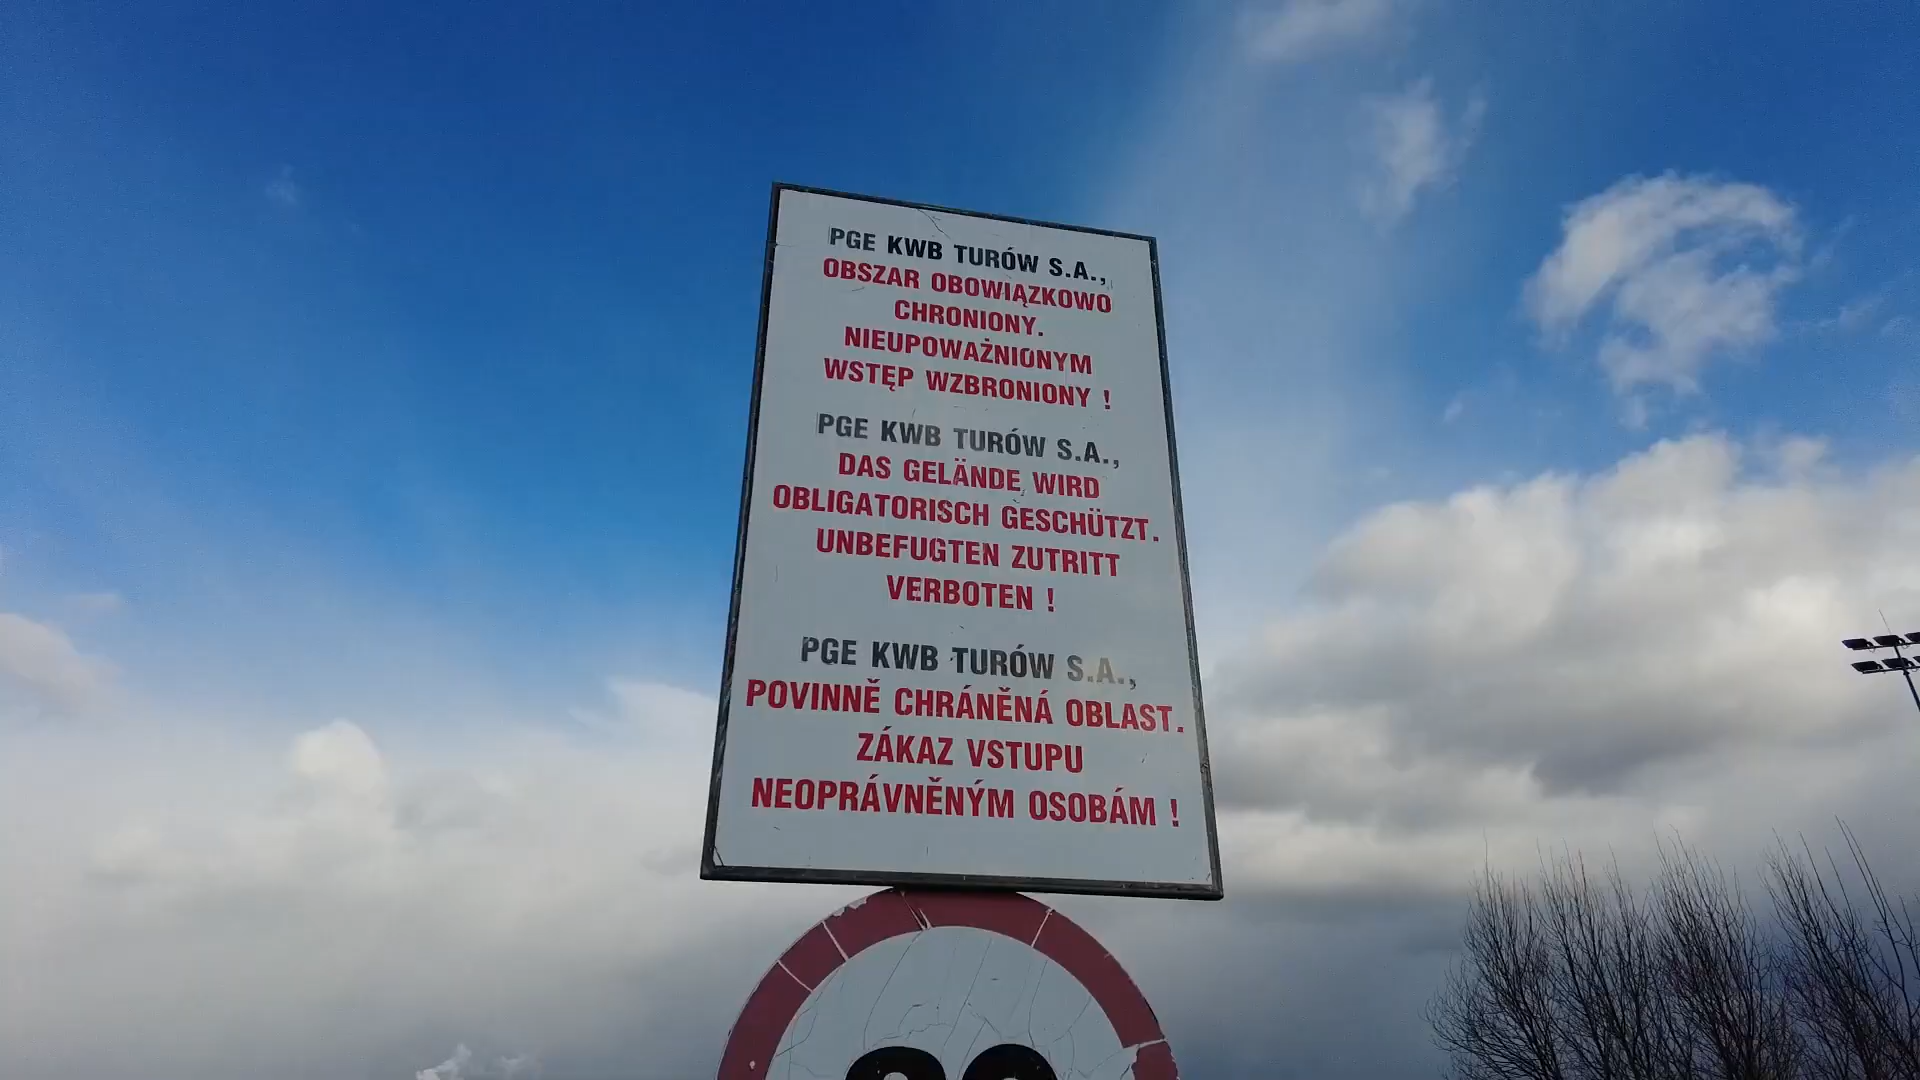 PGE KWB TURÓW S.A.,
OBSZAR OBOWIĄZKOWO
CHRONIONY.
NIEUPOWAŻNIONYM
WSTĘP WZBRONIONY !
PGE KWB TURÓW S.A.,
DAS GELÄNDE WIRD
OBLIGATORISCH GESCHÜTZT.
UNBEFUGTEN ZUTRITT
VERBOTEN !
PGE KWB TURÓW S.A.,
POVINNĚ CHRÁNĚNÁ OBLAST.
ZÁKAZ VSTUPU
NEOPRÁVNĚNÝM OSOBÁM !